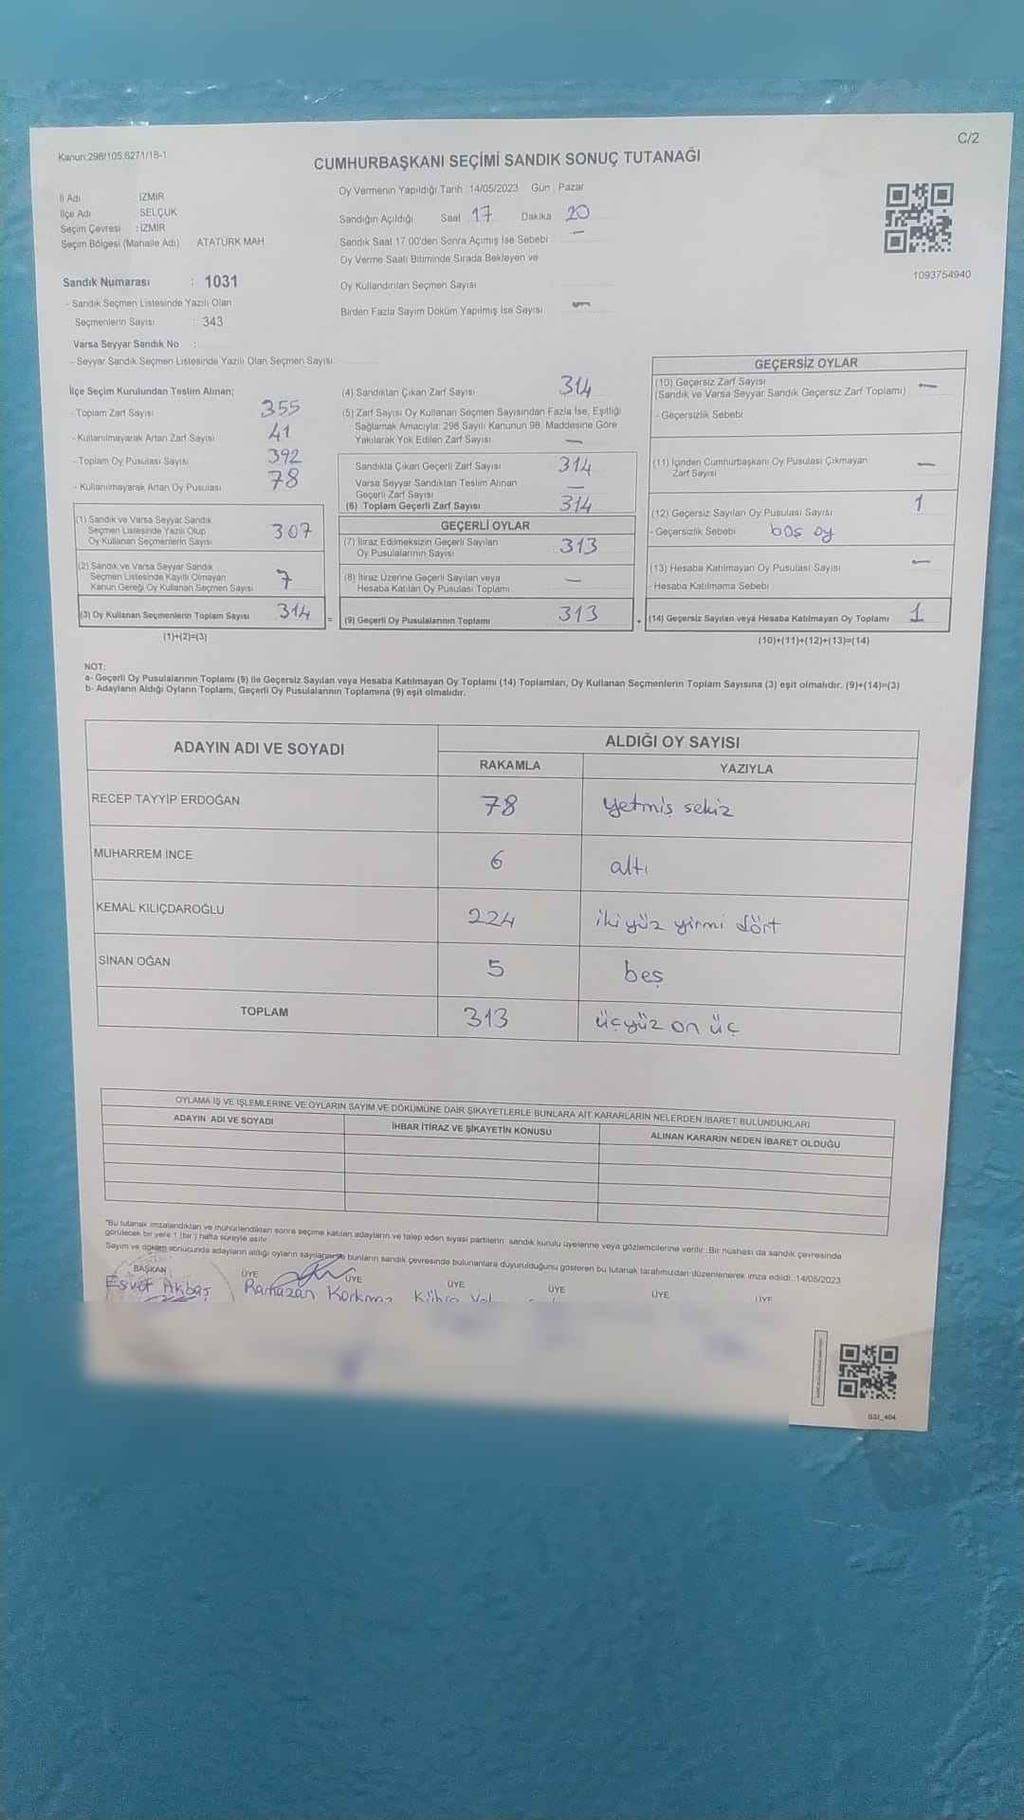 Kanun:298/105 6271/18-1
C/2
CUMHURBAŞKANI SEÇİMİ SANDIK SONUÇ TUTANAĞI
İl Adı İZMİR
İlçe Adı SELÇUK
Seçim Çevresi : İZMİR
Seçim Bölgesi (Mahalle Adı) ATATÜRK MAH
Oy Vermenin Yapıldığı Tarih 14/05/2023 Gün Pazar
Sandığın Açıldığı Saat 17 Dakika 20
Sandık Saat 17 00'den Sonra Açımış İse Sebebi —
Oy Verme Saati Bitiminde Sırada Bekleyen ve
Oy Kullandırılan Seçmen Sayısı
Birden Fazla Sayım Döküm Yapılmış İse Sayısı —
1093754940
Sandık Numarası : 1031
- Sandık Seçmen Listesinde Yazılı Olan
Seçmenlerin Sayısı : 343
Varsa Seyyar Sandık No :
- Seyyar Sandık Seçmen Listesinde Yazılı Olan Seçmen Sayısı
İlçe Seçim Kurulundan Teslim Alınan;
- Toplam Zarf Sayısı 355
- Kullanılmayarak Artan Zarf Sayısı 41
- Toplam Oy Pusulası Sayısı 392
- Kullanılmayarak Artan Oy Pusulası 78
(1) Sandık ve Varsa Seyyar Sandık
Seçmen Listesinde Yazılı Olup
Oy Kullanan Seçmenlerin Sayısı 307
(2) Sandık ve Varsa Seyyar Sandık
Seçmen Listesinde Kayıtlı Olmayan
Kanun Gereği Oy Kullanan Seçmen Sayısı 7
(3) Oy Kullanan Seçmenlerin Toplam Sayısı 314
(1)+(2)=(3)
(4) Sandıktan Çıkan Zarf Sayısı 314
(5) Zarf Sayısı Oy Kullanan Seçmen Sayısından Fazla İse, Eşitliği
Sağlamak Amacıyla; 298 Sayılı Kanunun 98. Maddesine Göre
Yakılarak Yok Edilen Zarf Sayısı —
Sandıkta Çıkan Geçerli Zarf Sayısı 314
Varsa Seyyar Sandıktan Teslim Alınan
Geçerli Zarf Sayısı —
(6) Toplam Geçerli Zarf Sayısı 314
GEÇERLİ OYLAR
(7) İtiraz Edilmeksizin Geçerli Sayılan
Oy Pusulalarının Sayısı 313
(8) İtiraz Üzerine Geçerli Sayılan veya
Hesaba Katılan Oy Pusulası Toplamı —
= (9) Geçerli Oy Pusulalarının Toplamı 313
GEÇERSİZ OYLAR
(10) Geçersiz Zarf Sayısı
(Sandık ve Varsa Seyyar Sandık Geçersiz Zarf Toplamı) —
- Geçersizlik Sebebi
(11) İçinden Cumhurbaşkanı Oy Pusulası Çıkmayan
Zarf Sayısı —
(12) Geçersiz Sayılan Oy Pusulası Sayısı 1
- Geçersizlik Sebebi boş oy
(13) Hesaba Katılmayan Oy Pusulası Sayısı —
- Hesaba Katılmama Sebebi
+ (14) Geçersiz Sayılan veya Hesaba Katılmayan Oy Toplamı 1
(10)+(11)+(12)+(13)=(14)
NOT:
a- Geçerli Oy Pusulalarının Toplamı (9) ile Geçersiz Sayılan veya Hesaba Katılmayan Oy Toplamı (14) Toplamları, Oy Kullanan Seçmenlerin Toplam Sayısına (3) eşit olmalıdır. (9)+(14)=(3)
b- Adayların Aldığı Oyların Toplamı, Geçerli Oy Pusulalarının Toplamına (9) eşit olmalıdır.
ADAYIN ADI VE SOYADI ALDIĞI OY SAYISI
RAKAMLA YAZIYLA
RECEP TAYYİP ERDOĞAN 78 yetmiş sekiz
MUHARREM İNCE 6 altı
KEMAL KILIÇDAROĞLU 224 ikiyüz yirmi dört
SİNAN OĞAN 5 beş
TOPLAM 313 üçyüz on üç
OYLAMA İŞ VE İŞLEMLERİNE VE OYLARIN SAYIM VE DÖKÜMÜNE DAİR ŞİKAYETLERLE BUNLARA AİT KARARLARIN NELERDEN İBARET BULUNDUKLARI
ADAYIN ADI VE SOYADI İHBAR İTİRAZ VE ŞİKAYETİN KONUSU ALINAN KARARIN NEDEN İBARET OLDUĞU
"Bu tutanak imzalandıktan ve mühürlendikten sonra seçime katılan adayların ve talep eden siyasi partilerin sandık kurulu üyelerine veya gözlemcilerine verilir. Bir nüshası da sandık çevresinde
görülecek bir yere 1 (bir) hafta süreyle asılır
Sayım ve döküm sonucunda adayların aldığı oyların sayılarını ve bunların sandık çevresinde bulunanlara duyurulduğunu gösteren bu tutanak tarafımızdan düzenlenerek imza edildi. 14/05/2023
BAŞKAN ÜYE ÜYE ÜYE ÜYE ÜYE ÜYE
Akbaş Ramazan Korkmaz